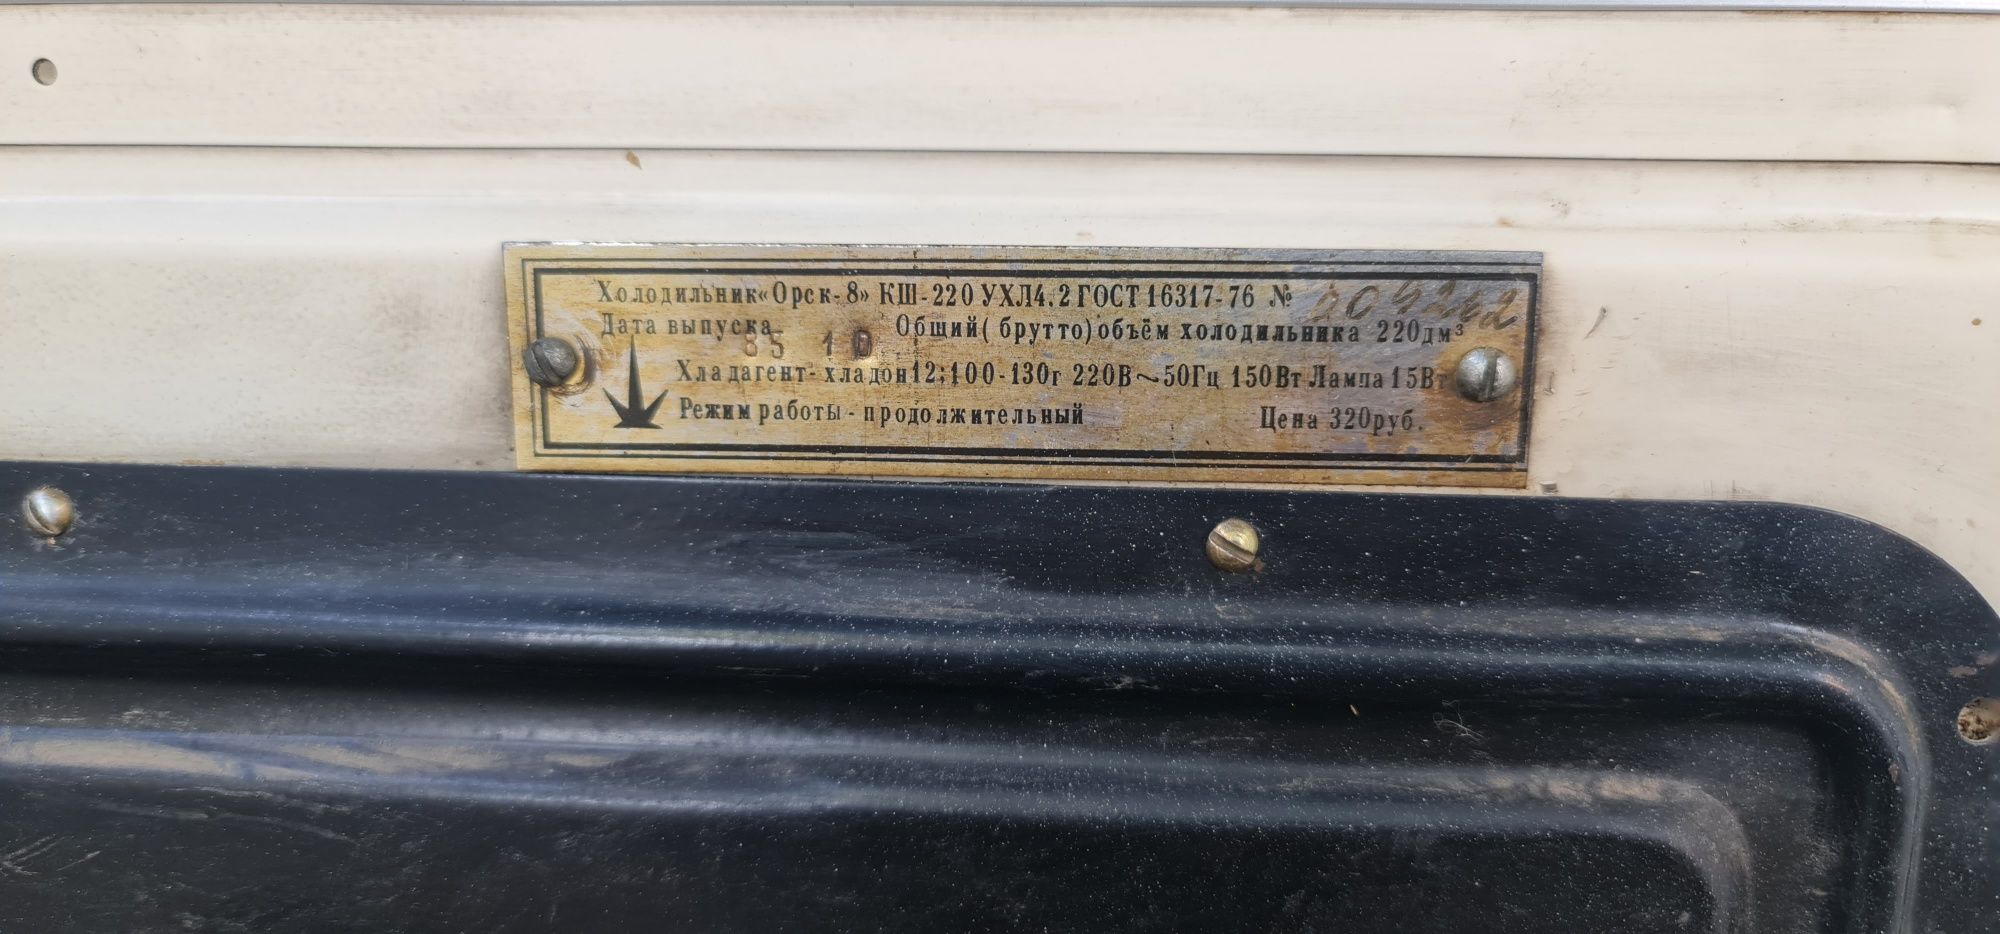 Холодильник «Орск-8» КШ-220 УХЛ4.2 ГОСТ 16317-76 №
Дата выпуска 85 10 Общий (брутто) объём холодильника 220дм³
Хладагент-хладон12;100-130г 220В~50Гц 150Вт Лампа 15Вт
Режим работы - продолжительный Цена 320руб.